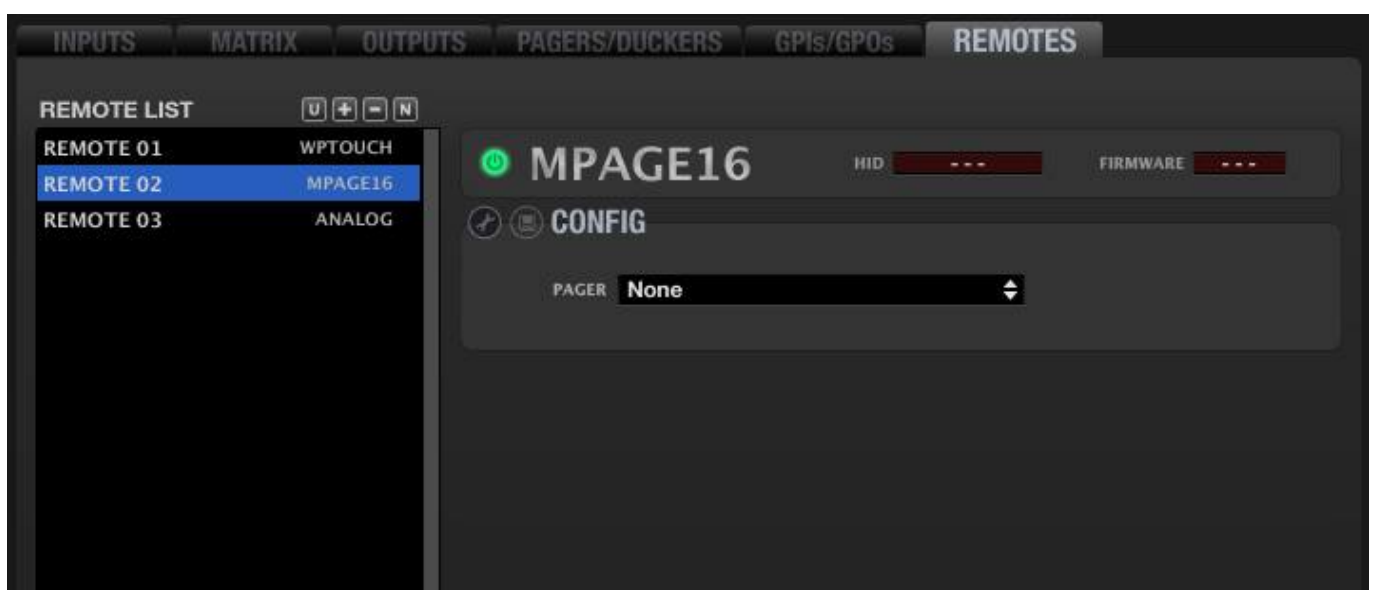 INPUTS MATRIX OUTPUTS PAGERS/DUCKERS GPIs/GPOs REMOTES
REMOTE LIST U + - N
REMOTE 01 WPTOUCH
REMOTE 02 MPAGE16
REMOTE 03 ANALOG
MPAGE16 HID --- FIRMWARE ---
CONFIG
PAGER None